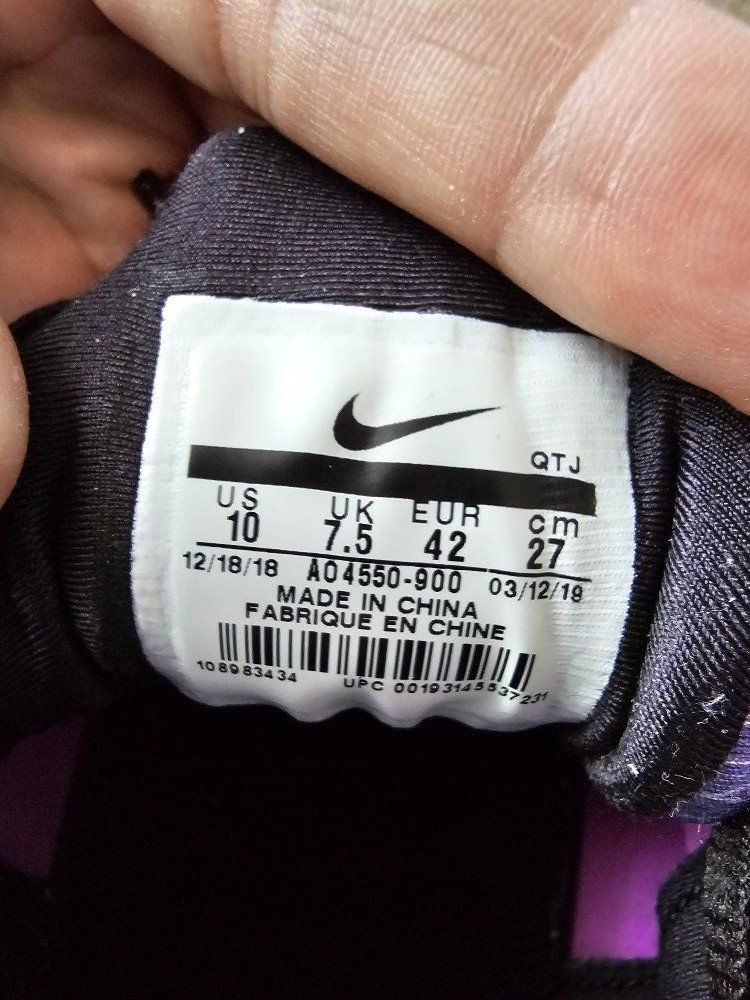 QTJ
US UK EUR cm
10 7.5 42 27
12/18/18 AO4550-900 03/12/19
MADE IN CHINA
FABRIQUE EN CHINE
108983434 UPC 00193145537231